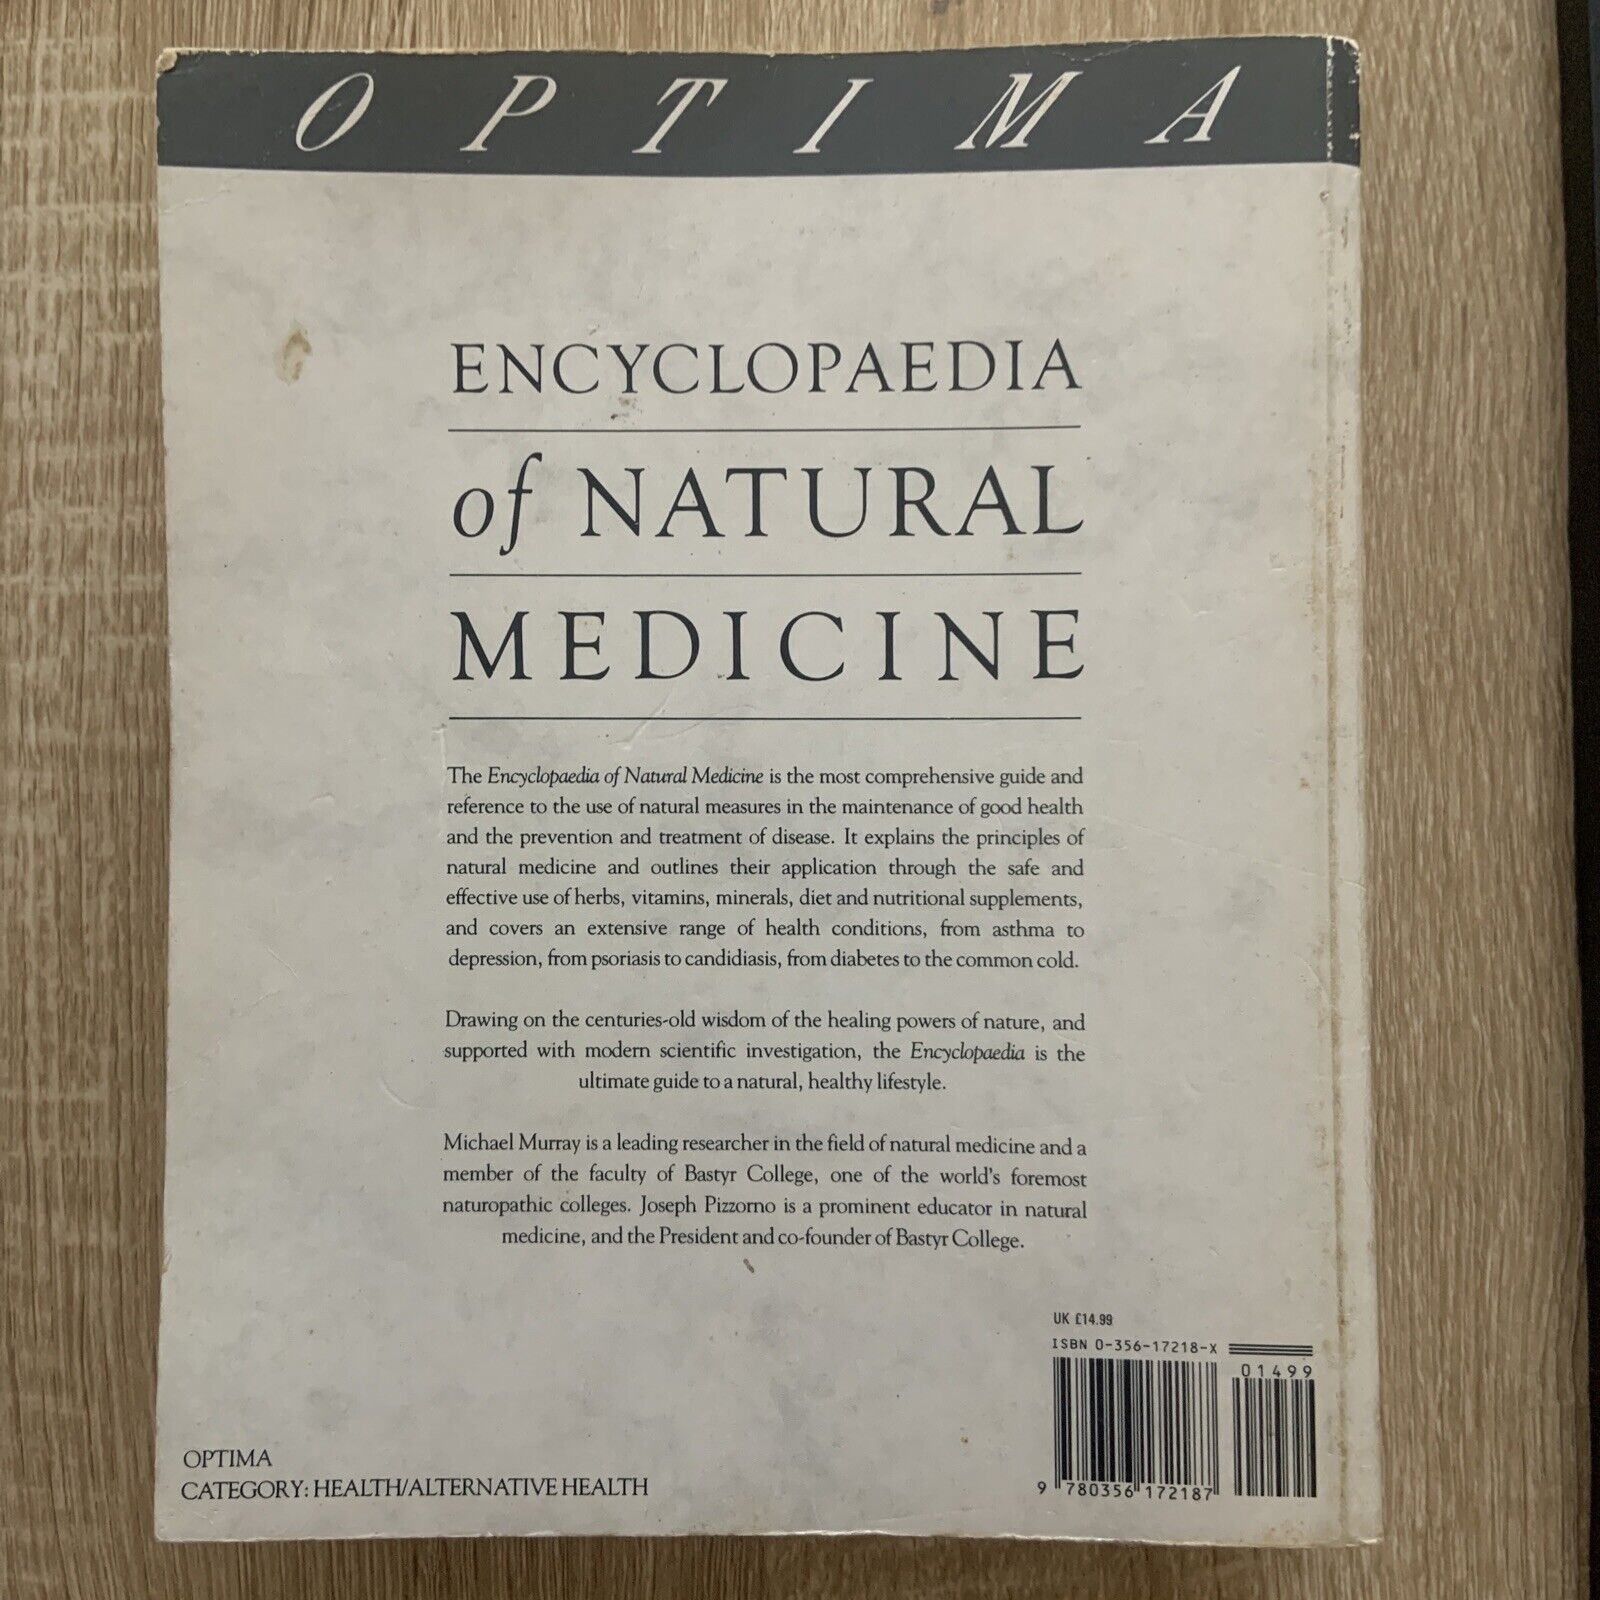 OPTIMA
ENCYCLOPAEDIA
of NATURAL
MEDICINE
The Encyclopaedia of Natural Medicine is the most comprehensive guide and
reference to the use of natural measures in the maintenance of good health
and the prevention and treatment of disease. It explains the principles of
natural medicine and outlines their application through the safe and
effective use of herbs, vitamins, minerals, diet and nutritional supplements,
and covers an extensive range of health conditions, from asthma to
depression, from psoriasis to candidiasis, from diabetes to the common cold.
Drawing on the centuries-old wisdom of the healing powers of nature, and
supported with modern scientific investigation, the Encyclopaedia is the
ultimate guide to a natural, healthy lifestyle.
Michael Murray is a leading researcher in the field of natural medicine and a
member of the faculty of Bastyr College, one of the world's foremost
naturopathic colleges. Joseph Pizzorno is a prominent educator in natural
medicine, and the President and co-founder of Bastyr College.
UK £14.99
ISBN 0-356-17218-X
01499
9 780356 172187
OPTIMA
CATEGORY: HEALTH/ALTERNATIVE HEALTH